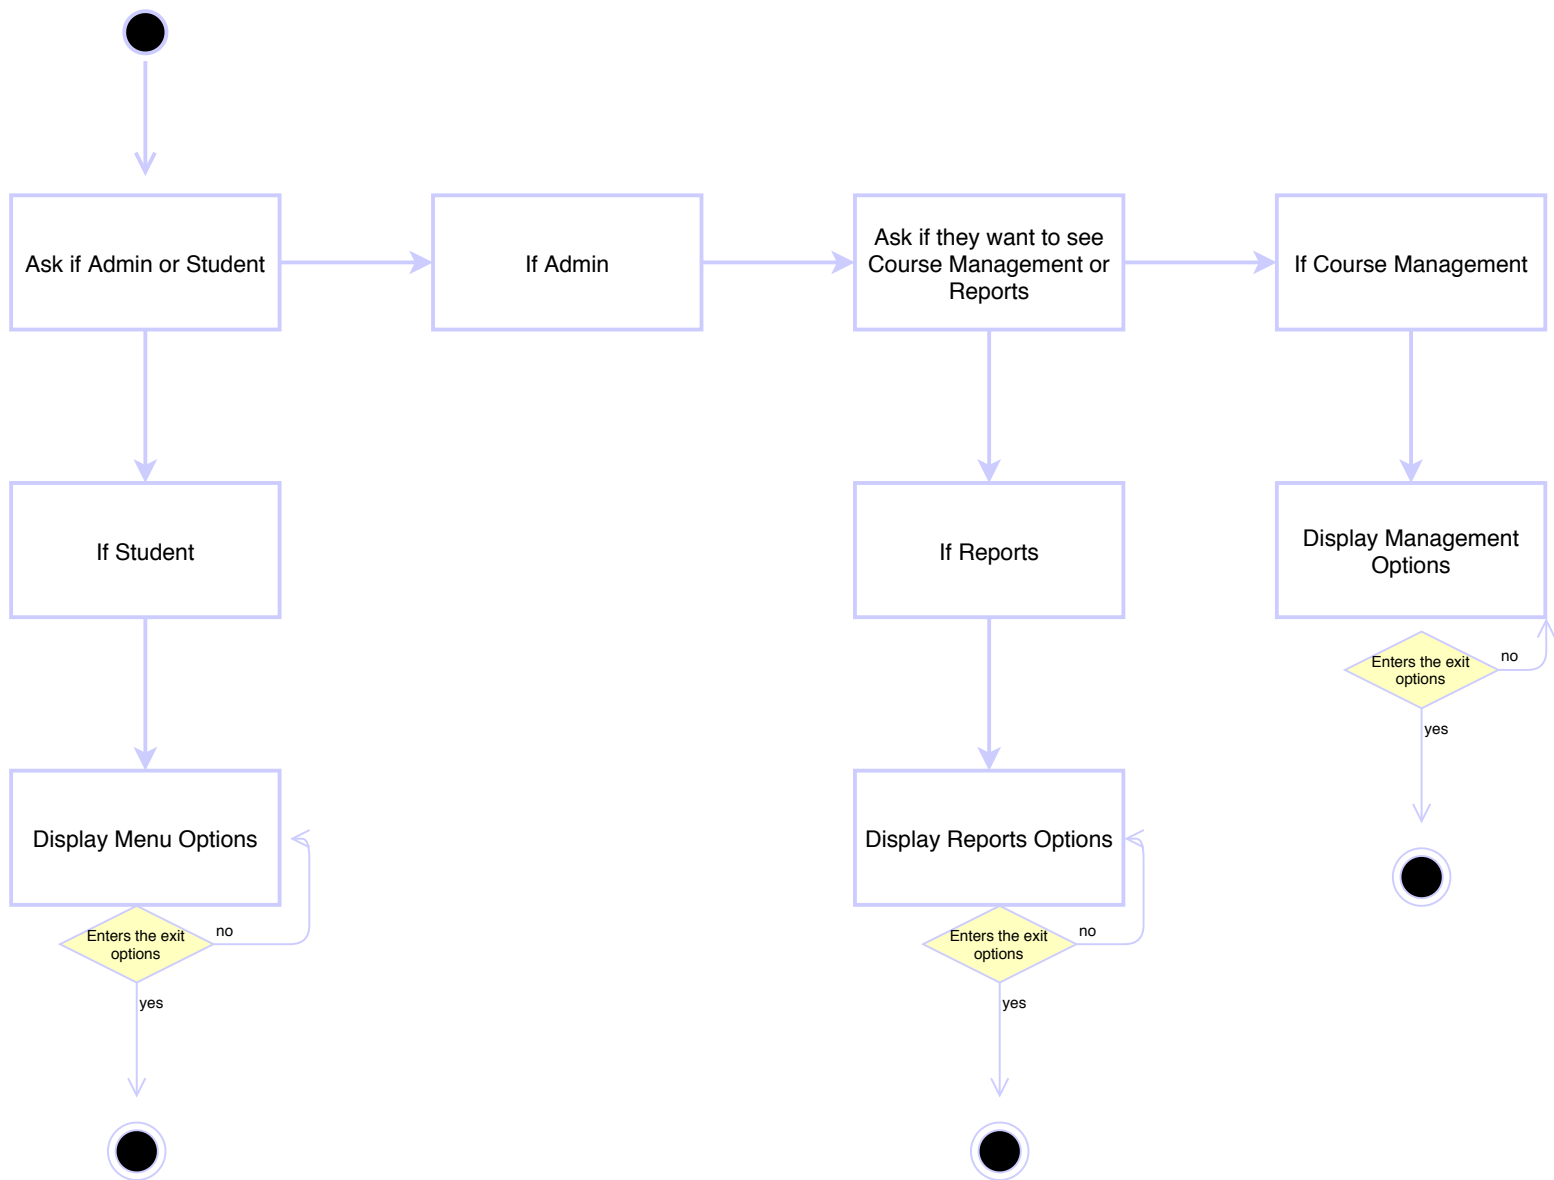 Ask if Admin or Student
If Admin
Ask if they want to see
Course Management or
Reports
If Course Management
If Student
If Reports
Display Management
Options
Enters the exit
options
no
yes
Display Menu Options
Display Reports Options
Enters the exit
options
no
yes
Enters the exit
options
no
yes